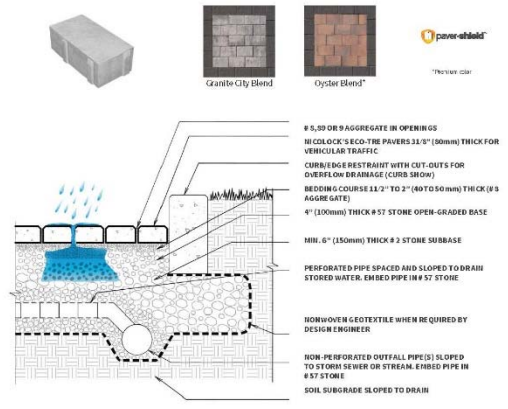 paver-shield™
Granite City Blend
Oyster Blend*
*Premium color
# 8,89 OR 9 AGGREGATE IN OPENINGS
NICOLOCK'S ECO-TRE PAVERS 31/8" (80mm) THICK FOR
VEHICULAR TRAFFIC
CURB/EDGE RESTRAINT WITH CUT-OUTS FOR
OVERFLOW DRAINAGE (CURB SHOW)
BEDDING COURSE 11/2" TO 2" (40 TO 50 mm) THICK (# 8
AGGREGATE)
4" (100mm) THICK # 57 STONE OPEN-GRADED BASE
MIN. 6" (150mm) THICK # 2 STONE SUBBASE
PERFORATED PIPE SPACED AND SLOPED TO DRAIN
STORED WATER. EMBED PIPE IN # 57 STONE
NONWOVEN GEOTEXTILE WHEN REQUIRED BY
DESIGN ENGINEER
NON-PERFORATED OUTFALL PIPE(S) SLOPED
TO STORM SEWER OR STREAM. EMBED PIPE IN
# 57 STONE
SOIL SUBGRADE SLOPED TO DRAIN